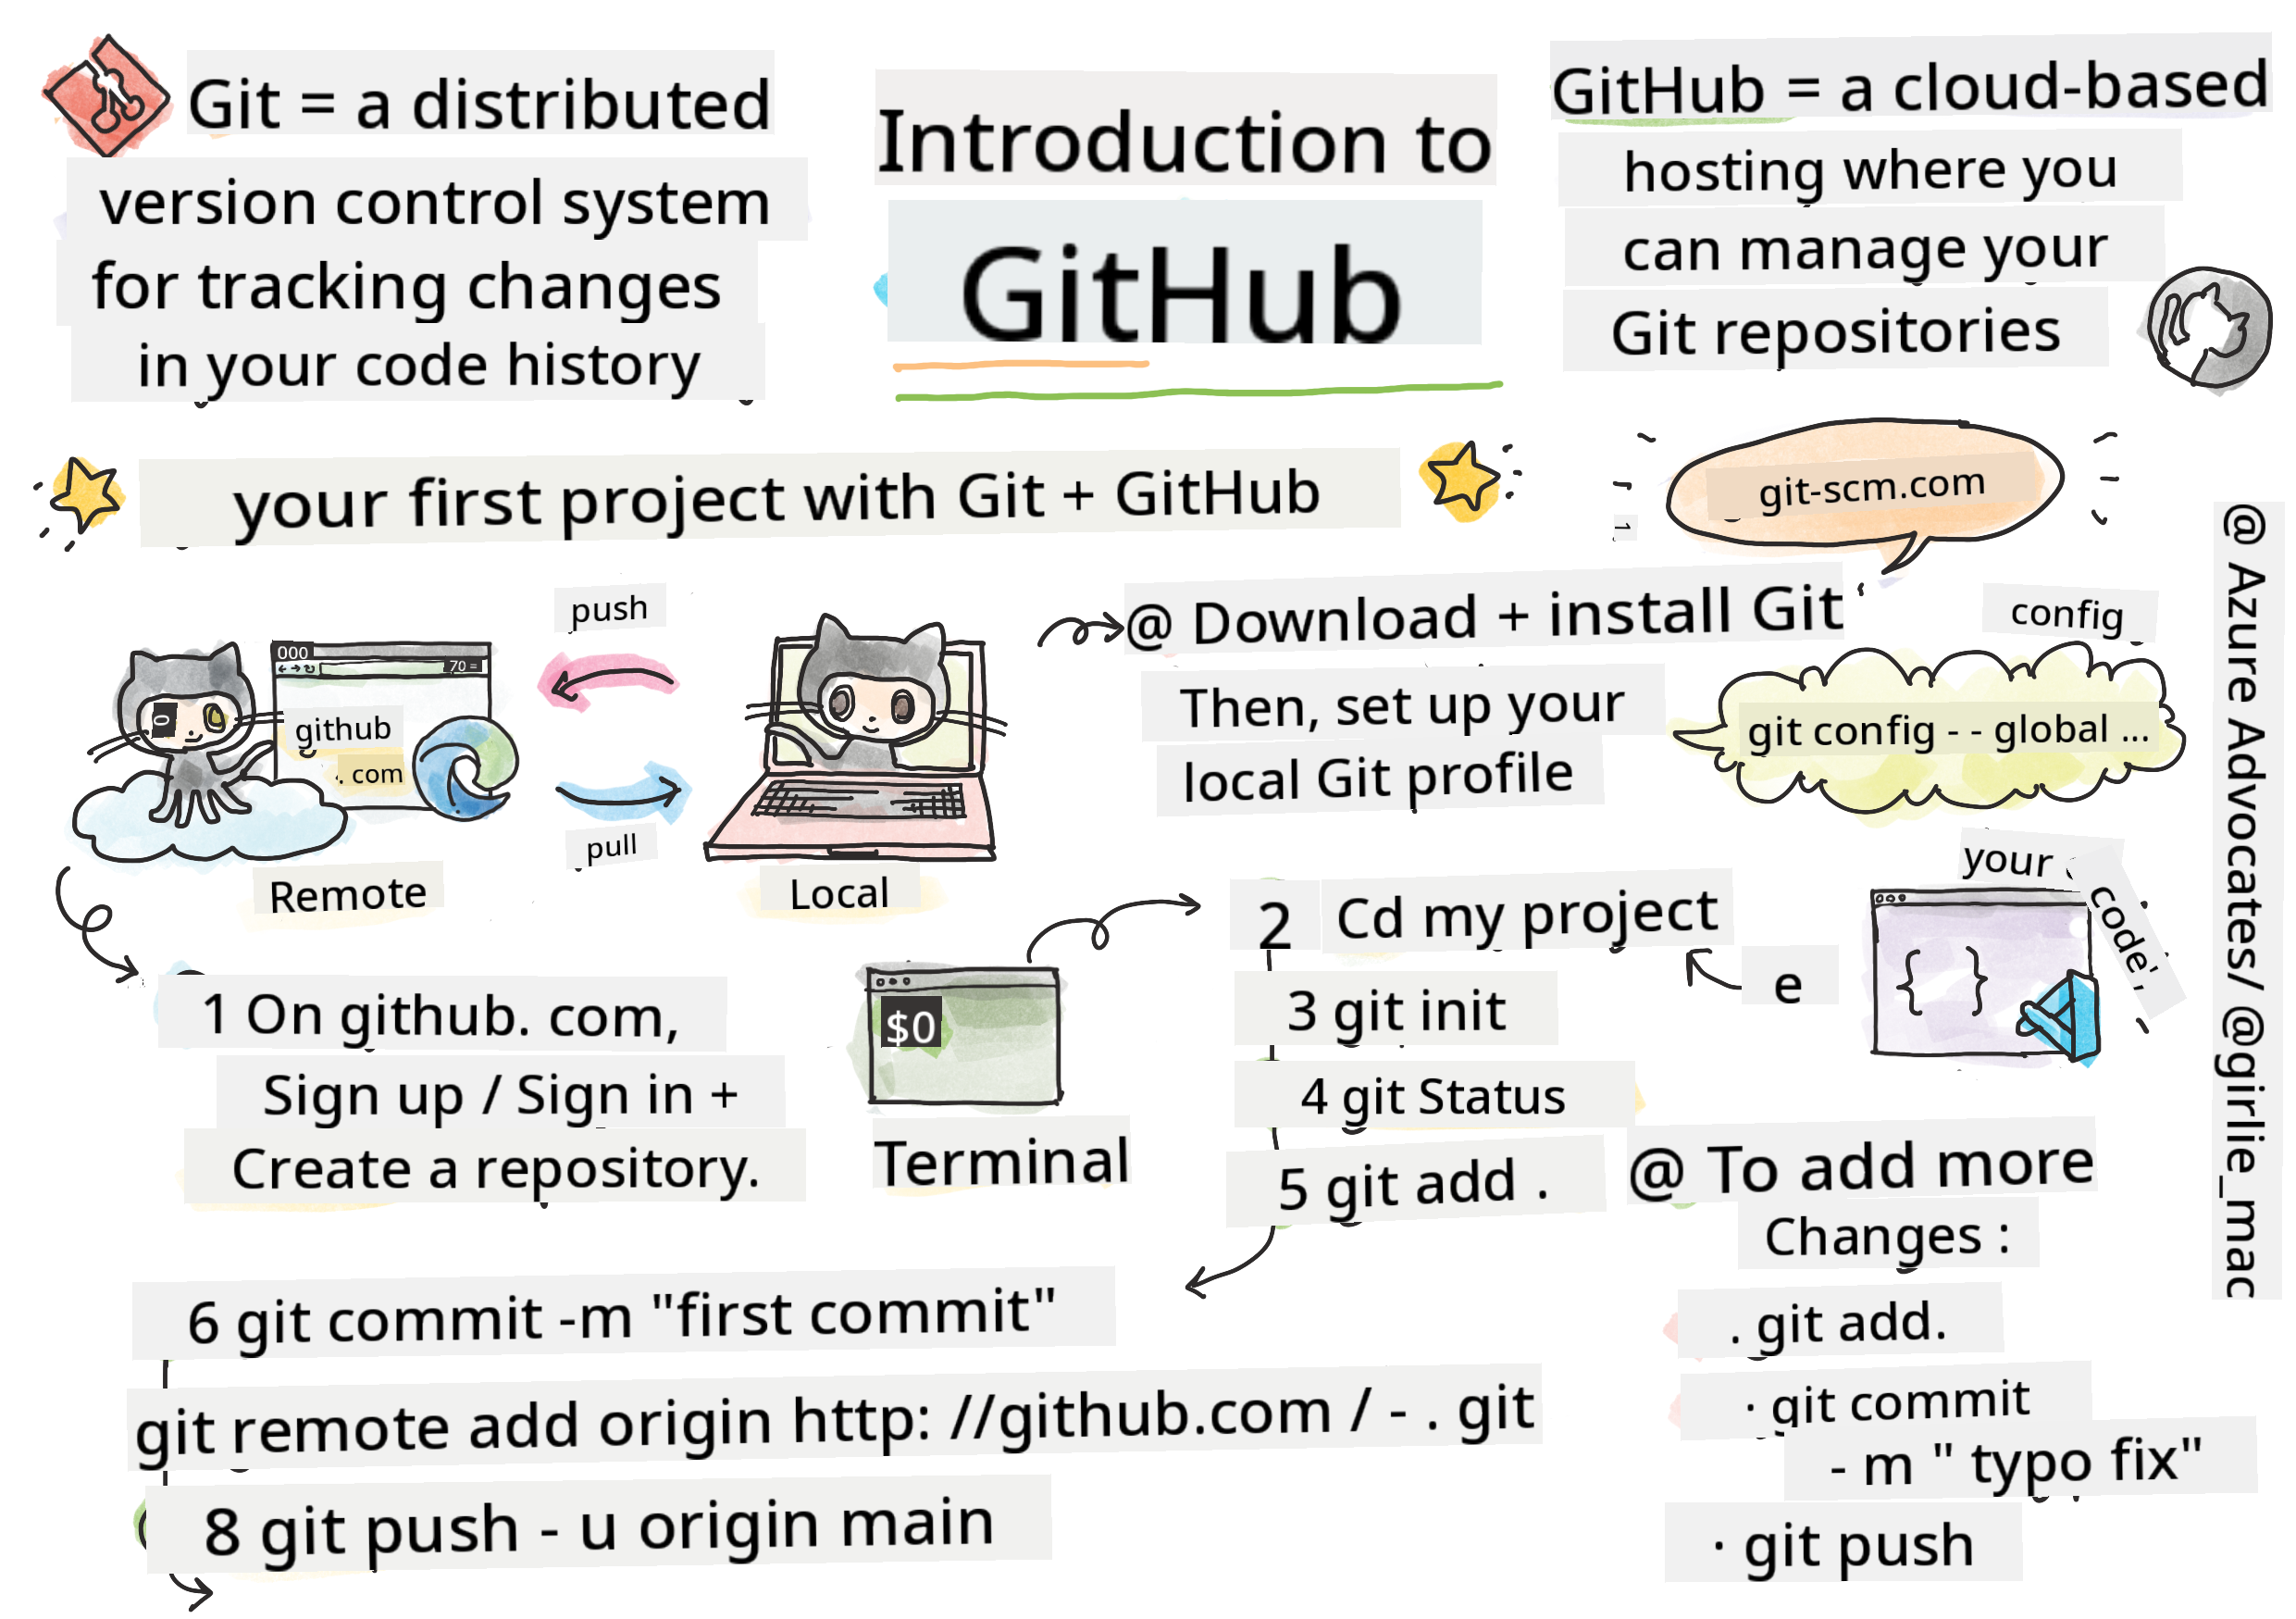 Git = a distributed
version control system
for tracking changes
in your code history
Introduction to
GitHub
GitHub = a cloud-based
hosting where you
can manage your
Git repositories
your first project with Git + GitHub
git-scm.com
push
pull
000
70 =
github
. com
Remote
Local
@ Download + install Git
Then, set up your
local Git profile
config
git config - - global ...
@ Azure Advocates/ @girlie_mac
1 On github. com,
Sign up / Sign in +
Create a repository.
$0
Terminal
2 Cd my project
3 git init
4 git Status
5 git add .
e
your
code',
{ }
6 git commit -m "first commit"
git remote add origin http: //github.com / - . git
8 git push - u origin main
@ To add more
Changes :
. git add.
· git commit
- m " typo fix"
· git push